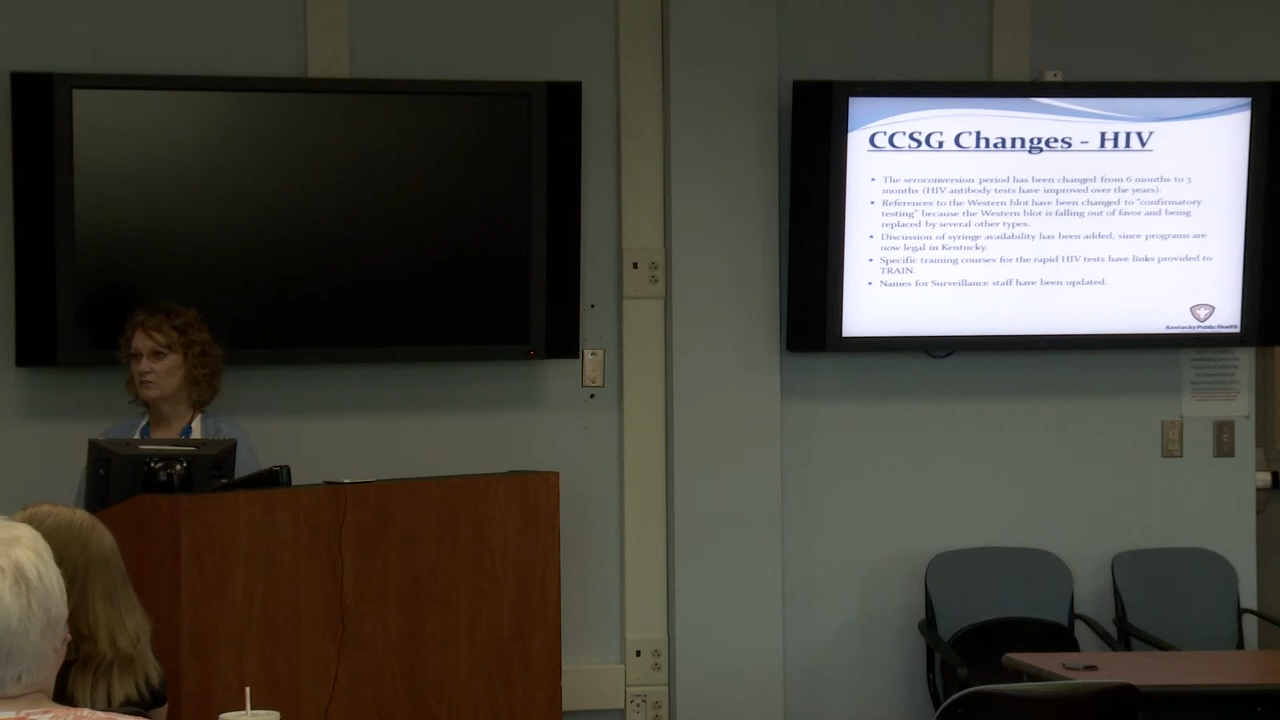 CCSG Changes - HIV
• The seroconversion period has been changed from 6 months to 3
months (HIV antibody tests have improved over the years).
• References to the Western blot have been changed to "confirmatory
testing" because the Western blot is falling out of favor and being
replaced by several other types.
• Discussion of syringe availability has been added, since programs are
now legal in Kentucky.
• Specific training courses for the rapid HIV tests have links provided to
TRAIN.
• Names for Surveillance staff have been updated.
Kentucky Public Health